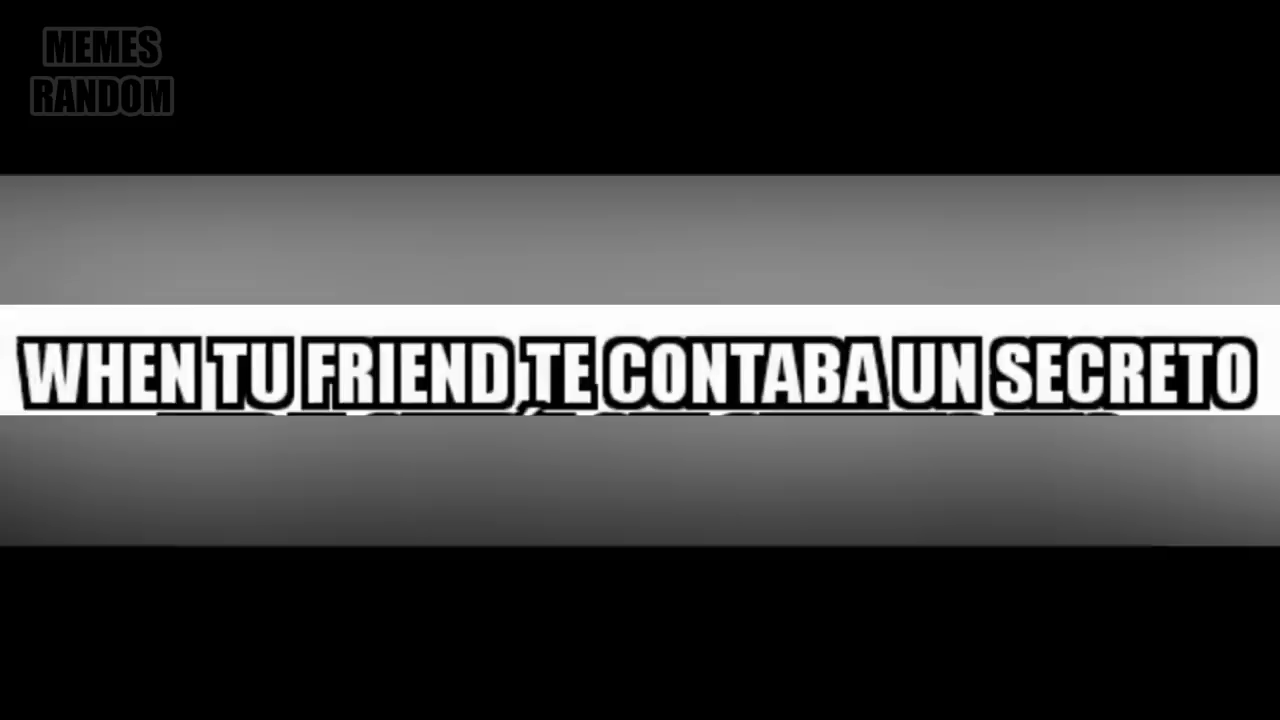 MEMES
RANDOM
WHEN TU FRIEND TE CONTABA UN SECRETO